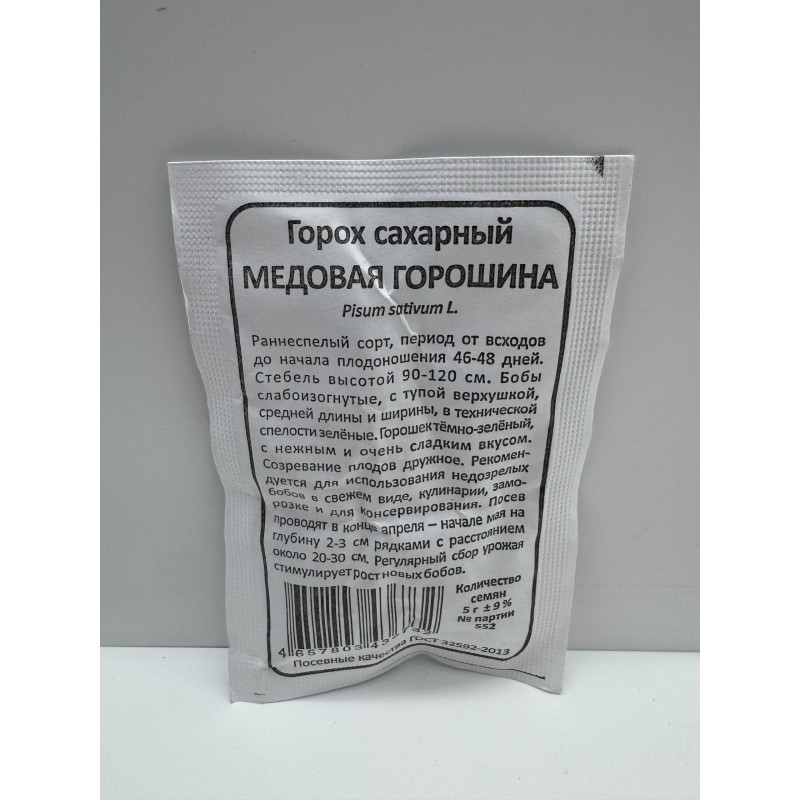 Горох сахарный
МЕДОВАЯ ГОРОШИНА
Pisum sativum L.
Раннеспелый сорт, период от всходов
до начала плодоношения 46-48 дней.
Стебель высотой 90-120 см. Бобы
слабоизогнутые, с тупой верхушкой,
средней длины и ширины, в технической
спелости зелёные. Горошек тёмно-зелёный,
с нежным и очень сладким вкусом.
Созревание плодов дружное. Рекомен-
дуется для использования недозрелых
бобов в свежем виде, кулинарии, замо-
розке и для консервирования. Посев
проводят в конце апреля – начале мая на
глубину 2-3 см рядками с расстоянием
около 20-30 см. Регулярный сбор урожая
стимулирует рост новых бобов.
Количество
семян
5 г ± 9 %
№ партии
552
Посевные качества ГОСТ 32592-2013